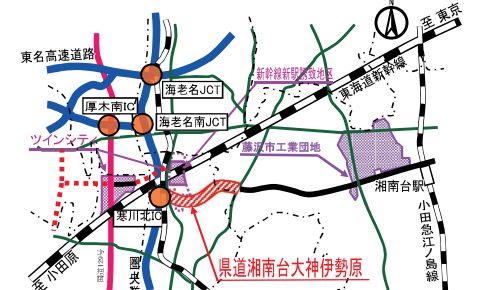 N
至東京
東名高速道路
新幹線新駅誘致地区
海老名JCT
東海道新幹線
厚木南IC
海老名南JCT
ツインシティ
藤沢市工業団地
湘南台駅
寒川北IC
小田急江ノ島線
県道湘南台大神伊勢原
至小田原
圏央